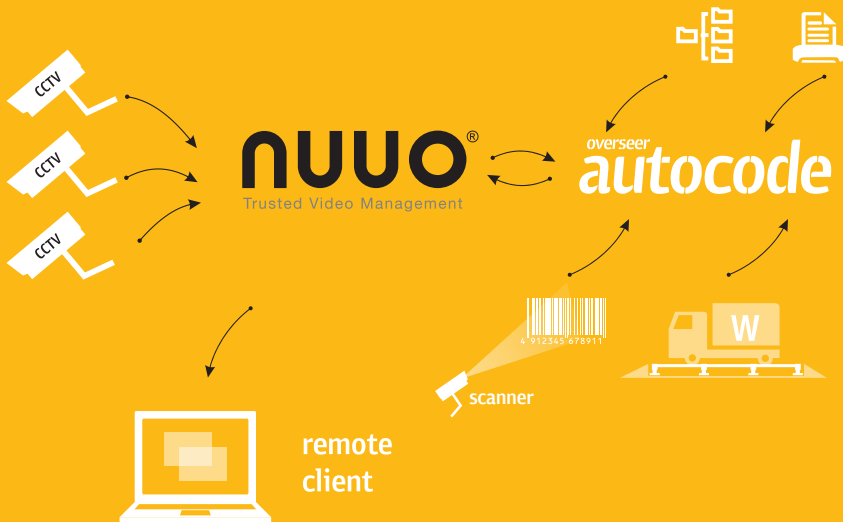 CCTV
CCTV
CCTV
nuuo®
Trusted Video Management
overseer
autocode
4 912345 678911
W
scanner
remote
client